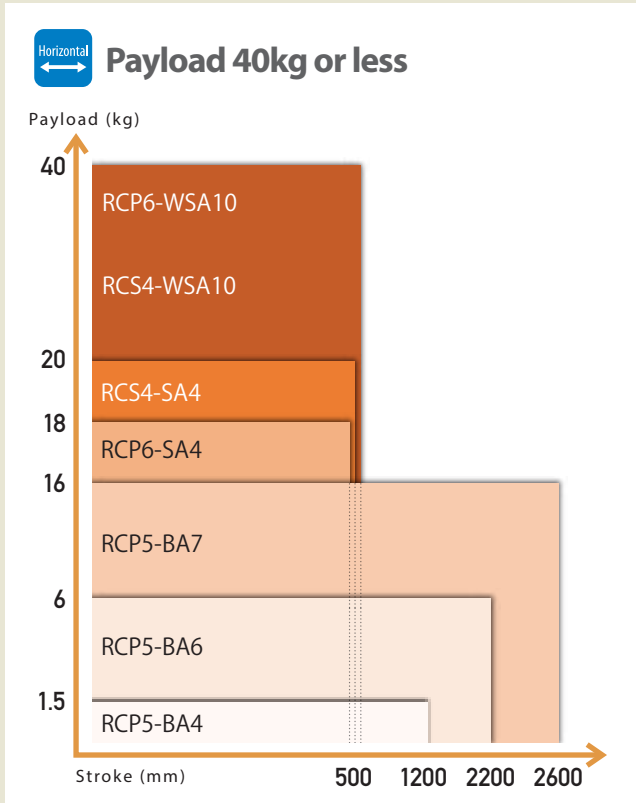 Horizontal
Payload 40kg or less
Payload (kg)
40
RCP6-WSA10
RCS4-WSA10
20
RCS4-SA4
18
RCP6-SA4
16
RCP5-BA7
6
RCP5-BA6
1.5
RCP5-BA4
Stroke (mm) 500 1200 2200 2600